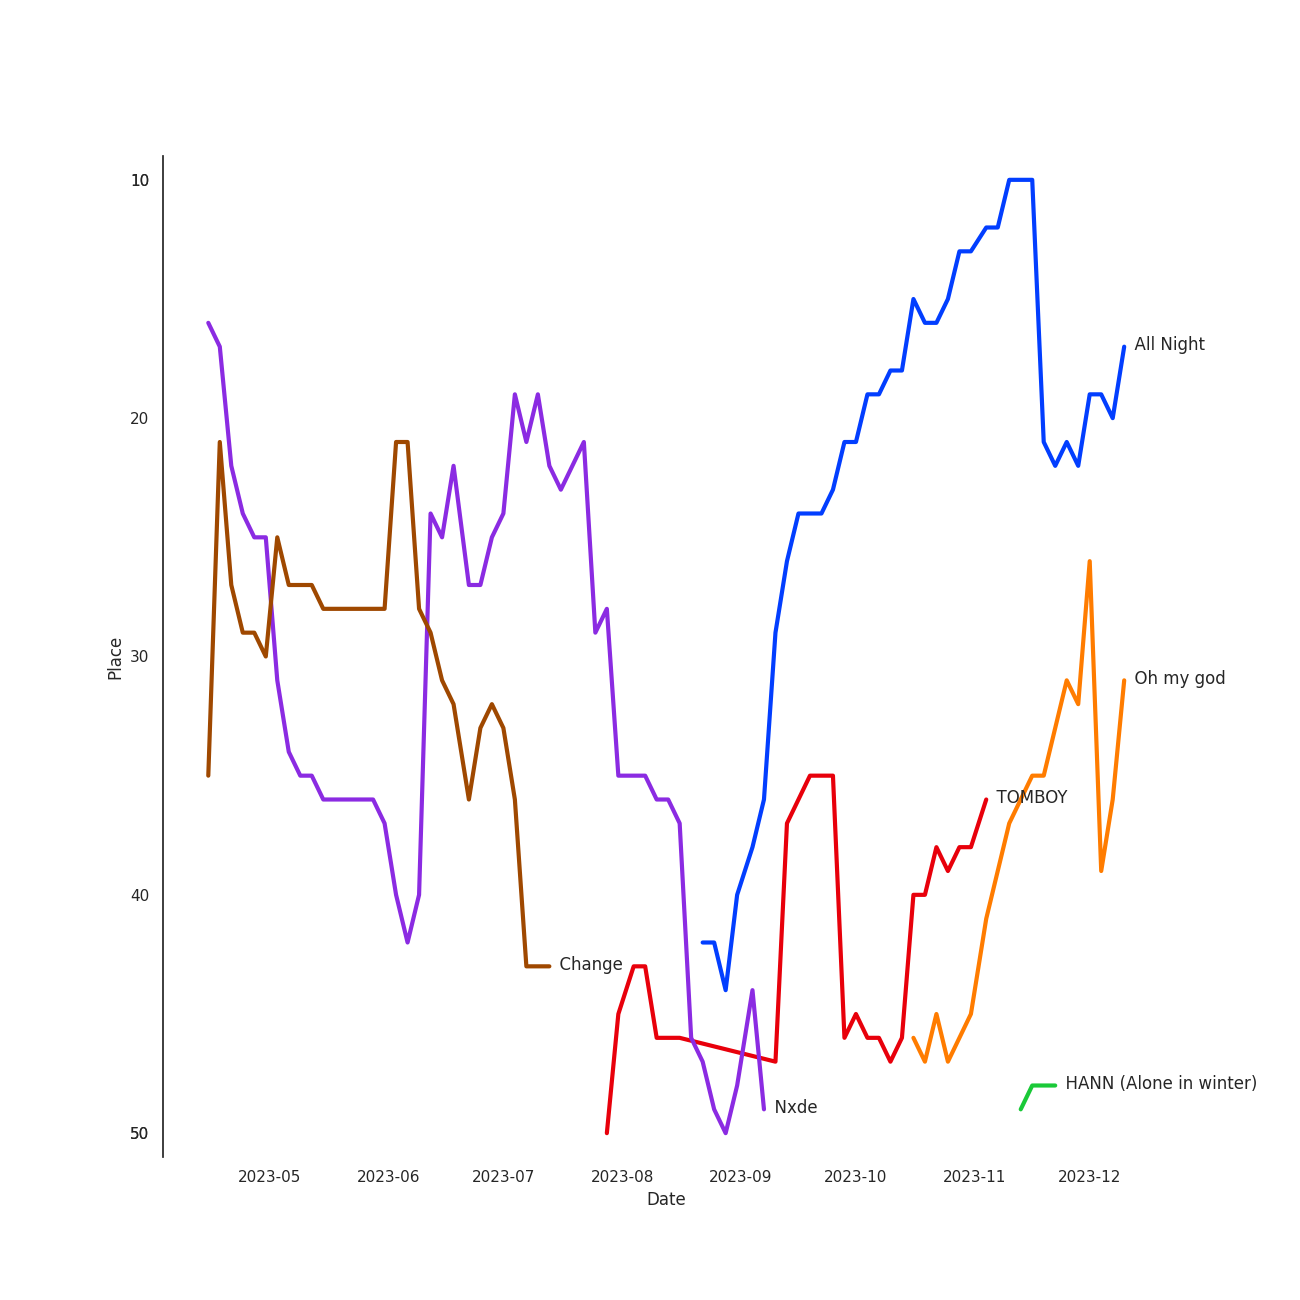 10
20
30
40
50
Place
All Night
Oh my god
TOMBOY
Change
HANN (Alone in winter)
Nxde
2023-05 2023-06 2023-07 2023-08 2023-09 2023-10 2023-11 2023-12
Date